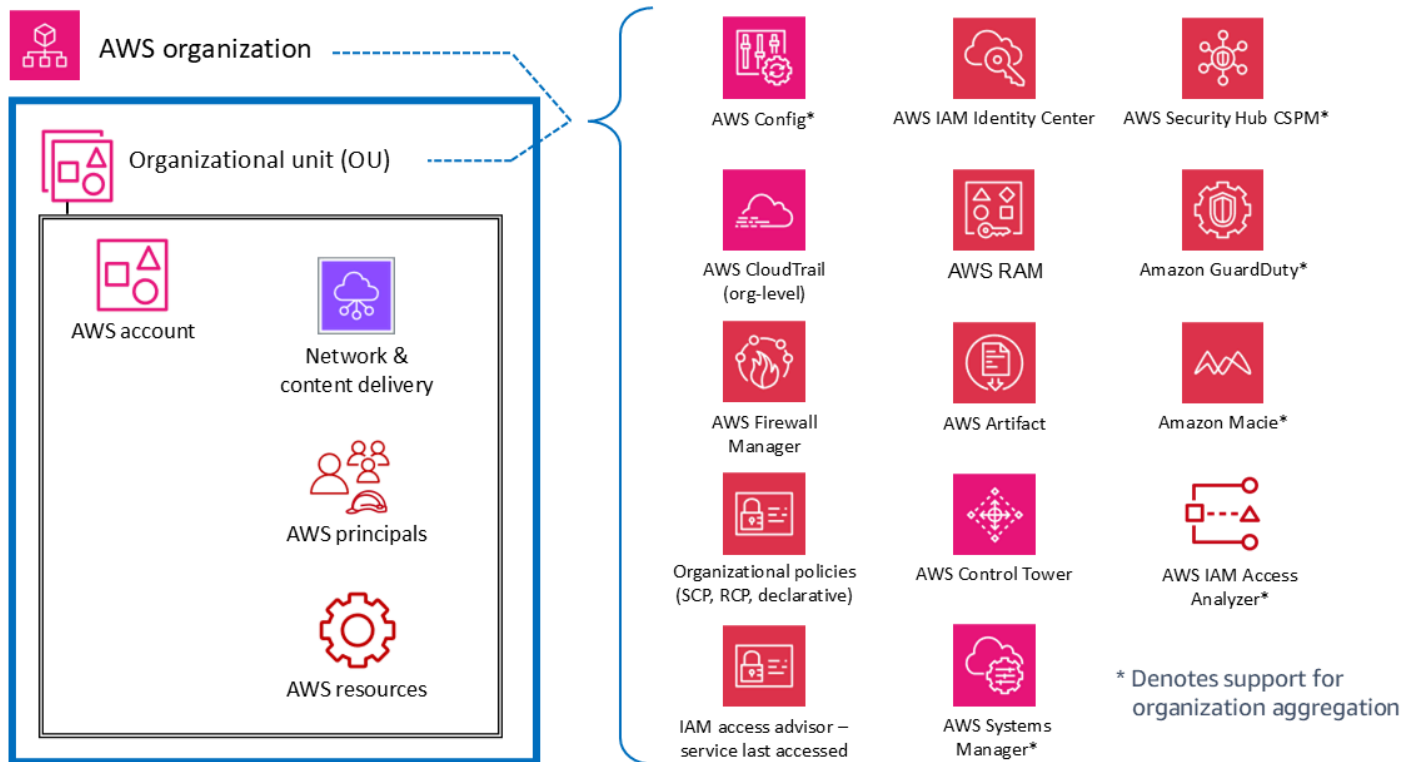 AWS organization
Organizational unit (OU)
AWS account
Network &
content delivery
AWS principals
AWS resources
AWS Config*
AWS IAM Identity Center
AWS Security Hub CSPM*
AWS CloudTrail
(org-level)
AWS RAM
Amazon GuardDuty*
AWS Firewall
Manager
AWS Artifact
Amazon Macie*
Organizational policies
(SCP, RCP, declarative)
AWS Control Tower
AWS IAM Access
Analyzer*
IAM access advisor –
service last accessed
AWS Systems
Manager*
* Denotes support for
organization aggregation